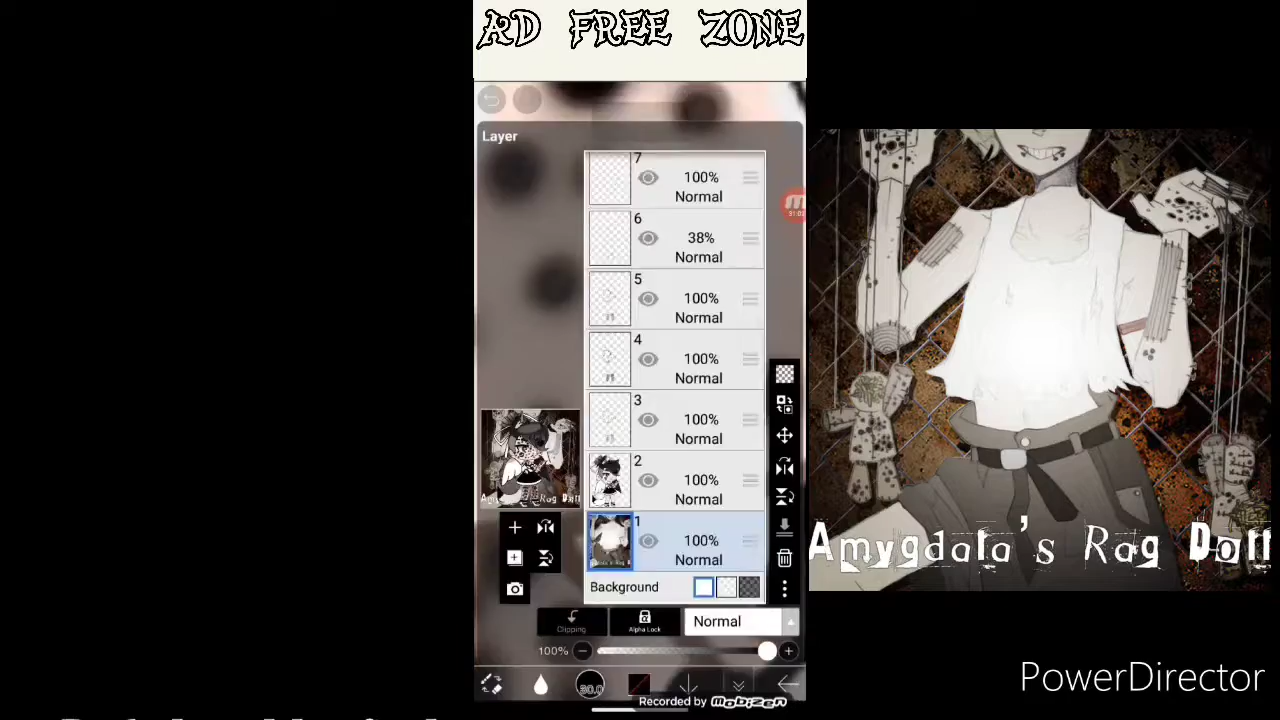 AD FREE ZONE
Layer
7
100%
Normal
6
38%
Normal
5
100%
Normal
4
100%
Normal
3
100%
Normal
2
100%
Normal
1
100%
Normal
Background
Clipping
Alpha Lock
Normal
100%
30.0
Recorded by mobizen
Amygdala's Rag Doll
PowerDirector